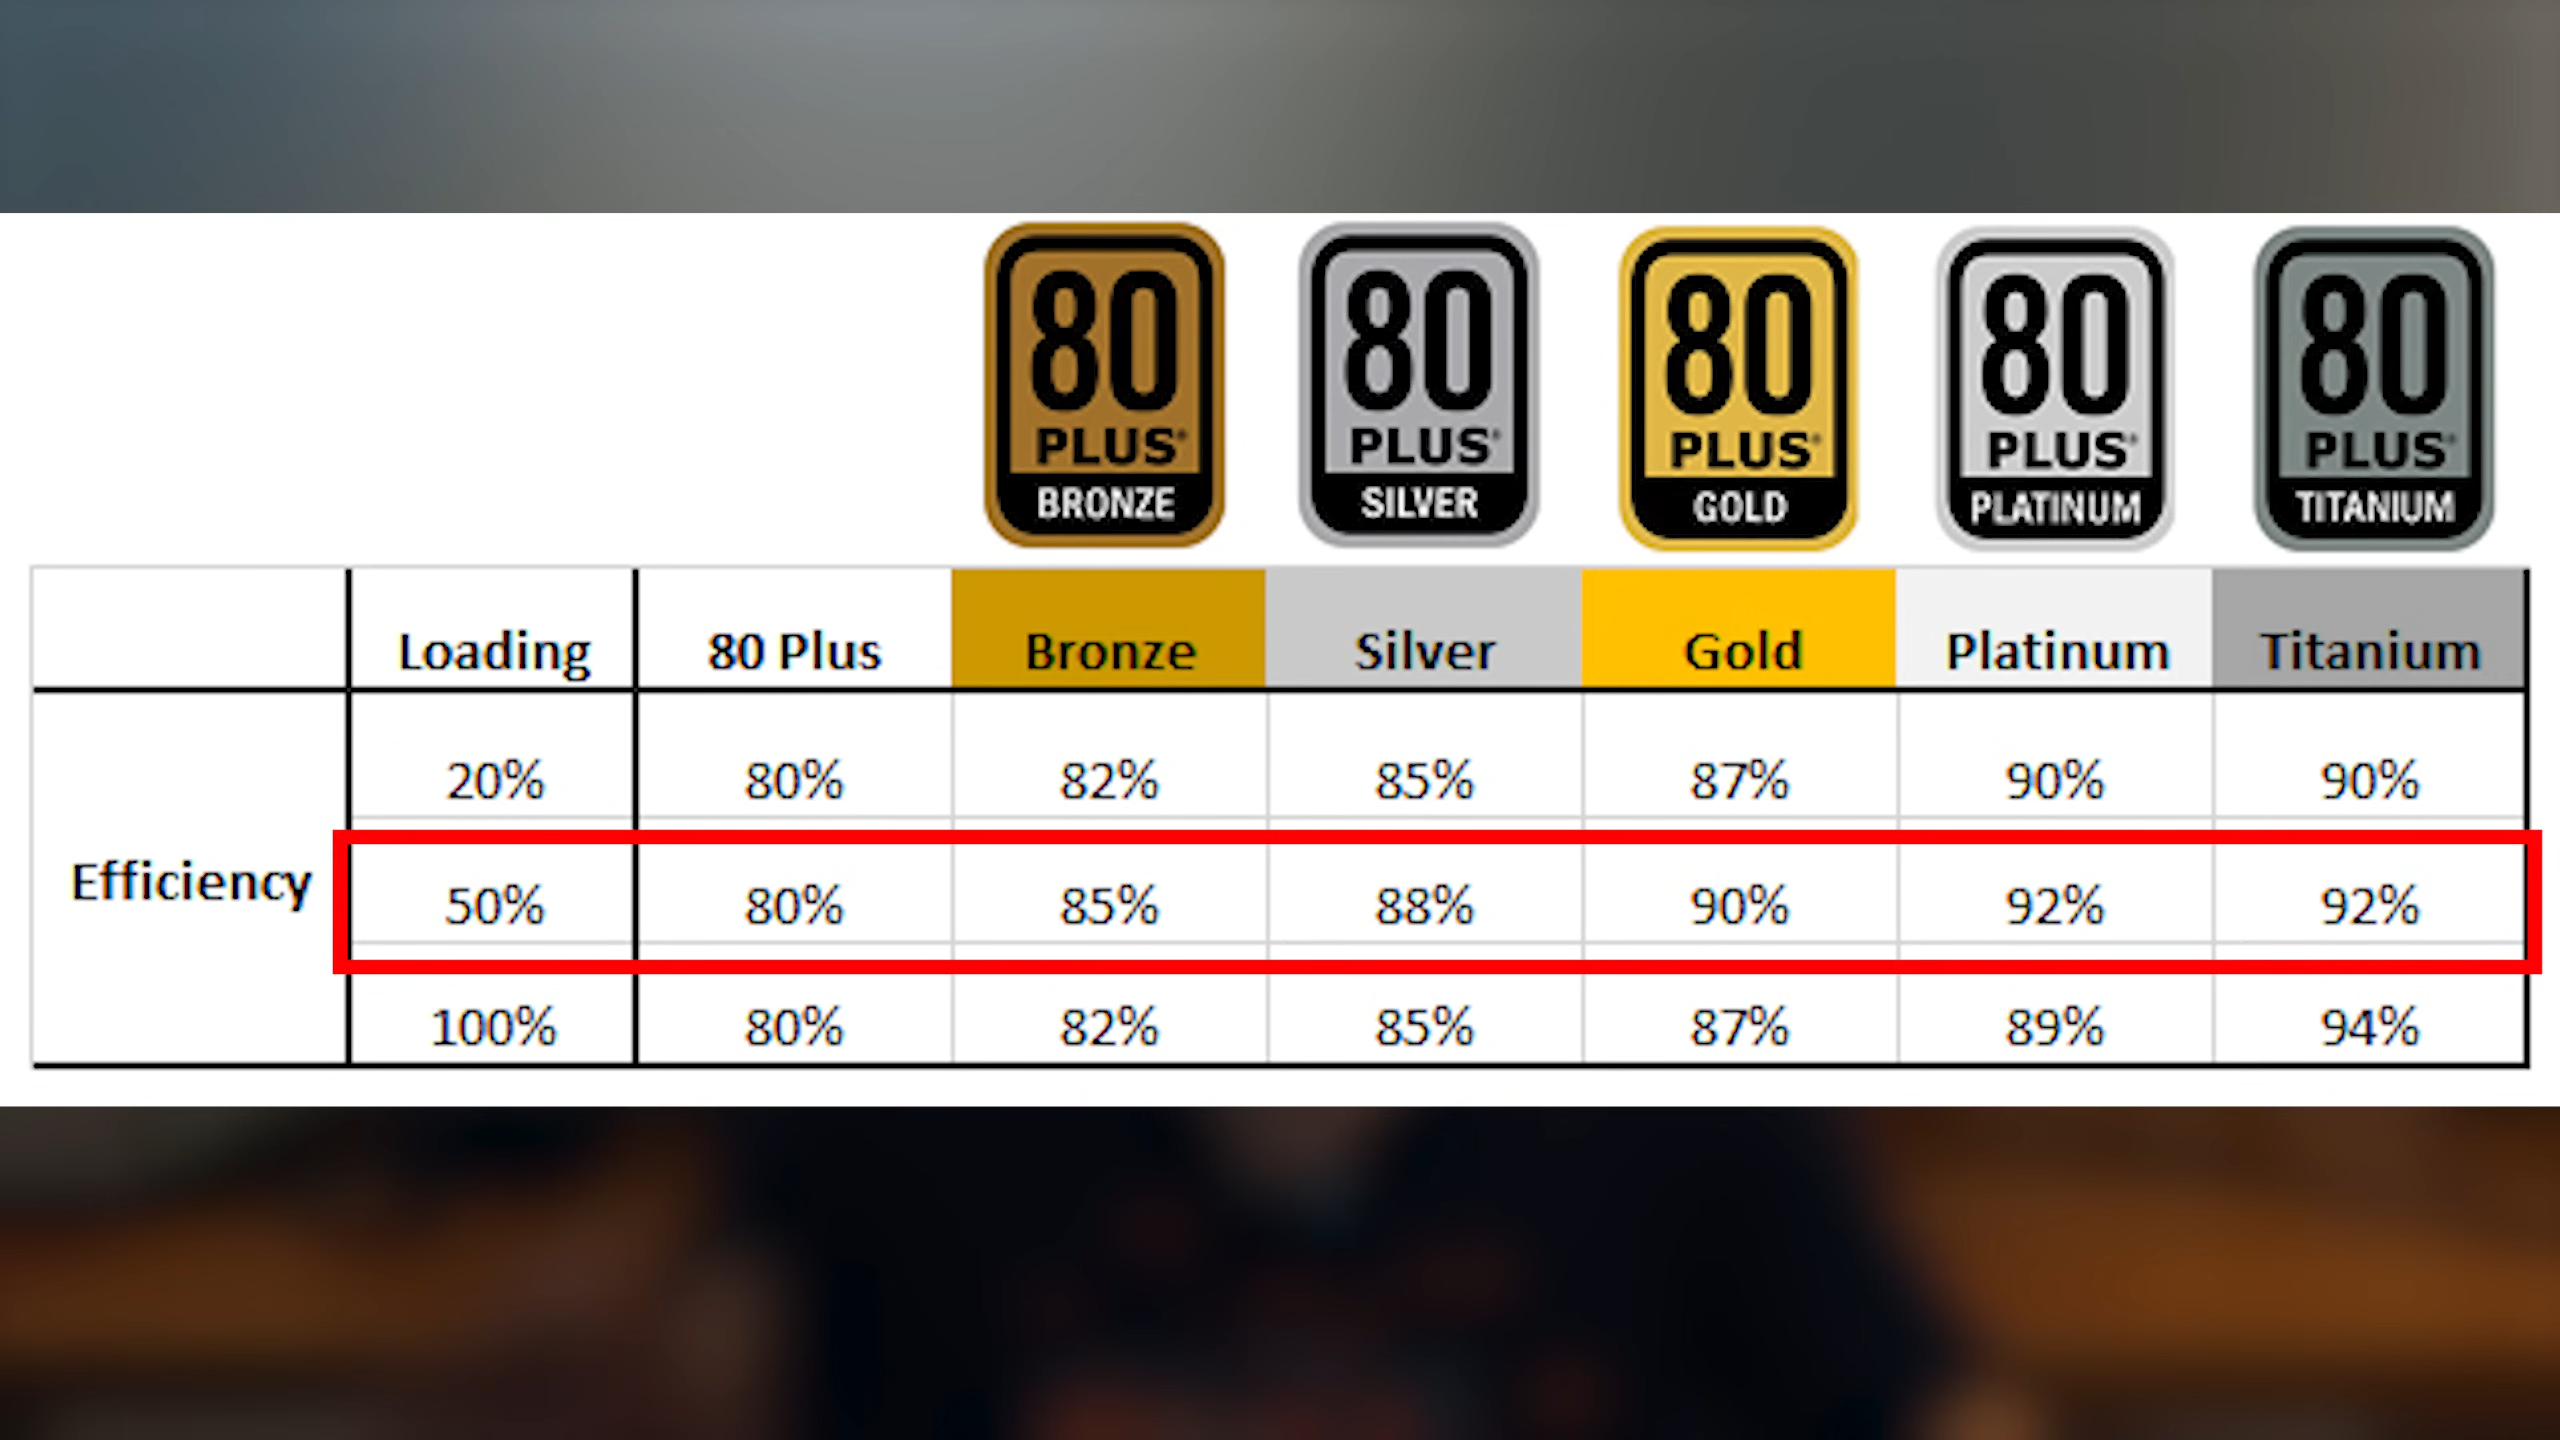 80 80 80 80 80
PLUS PLUS PLUS PLUS PLUS
BRONZE SILVER GOLD PLATINUM TITANIUM
Loading 80 Plus Bronze Silver Gold Platinum Titanium
20% 80% 82% 85% 87% 90% 90%
Efficiency
50% 80% 85% 88% 90% 92% 92%
100% 80% 82% 85% 87% 89% 94%